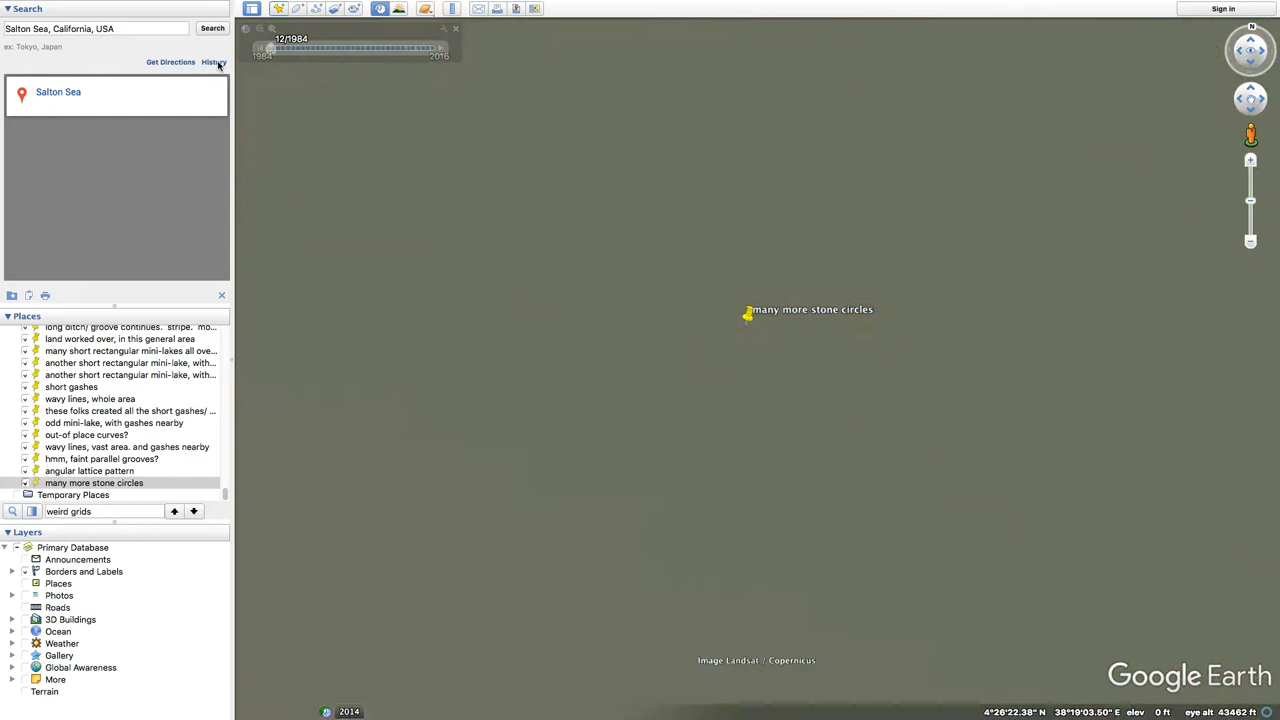 Search
Salton Sea, California, USA
Search
ex: Tokyo, Japan
Get Directions
History
Salton Sea
Places
long ditch/ groove continues. stripe. mo...
land worked over, in this general area
many short rectangular mini-lakes all ove...
another short rectangular mini-lake, with...
another short rectangular mini-lake, with...
short gashes
wavy lines, whole area
these folks created all the short gashes/ ...
odd mini-lake, with gashes nearby
out-of place curves?
wavy lines, vast area. and gashes nearby
hmm, faint parallel grooves?
angular lattice pattern
many more stone circles
Temporary Places
weird grids
Layers
Primary Database
Announcements
Borders and Labels
Places
Photos
Roads
3D Buildings
Ocean
Weather
Gallery
Global Awareness
More
Terrain
Sign in
12/1984
1984
2016
N
many more stone circles
Image Landsat / Copernicus
Google Earth
2014
4°26'22.38" N 38°19'03.50" E elev 0 ft eye alt 43462 ft